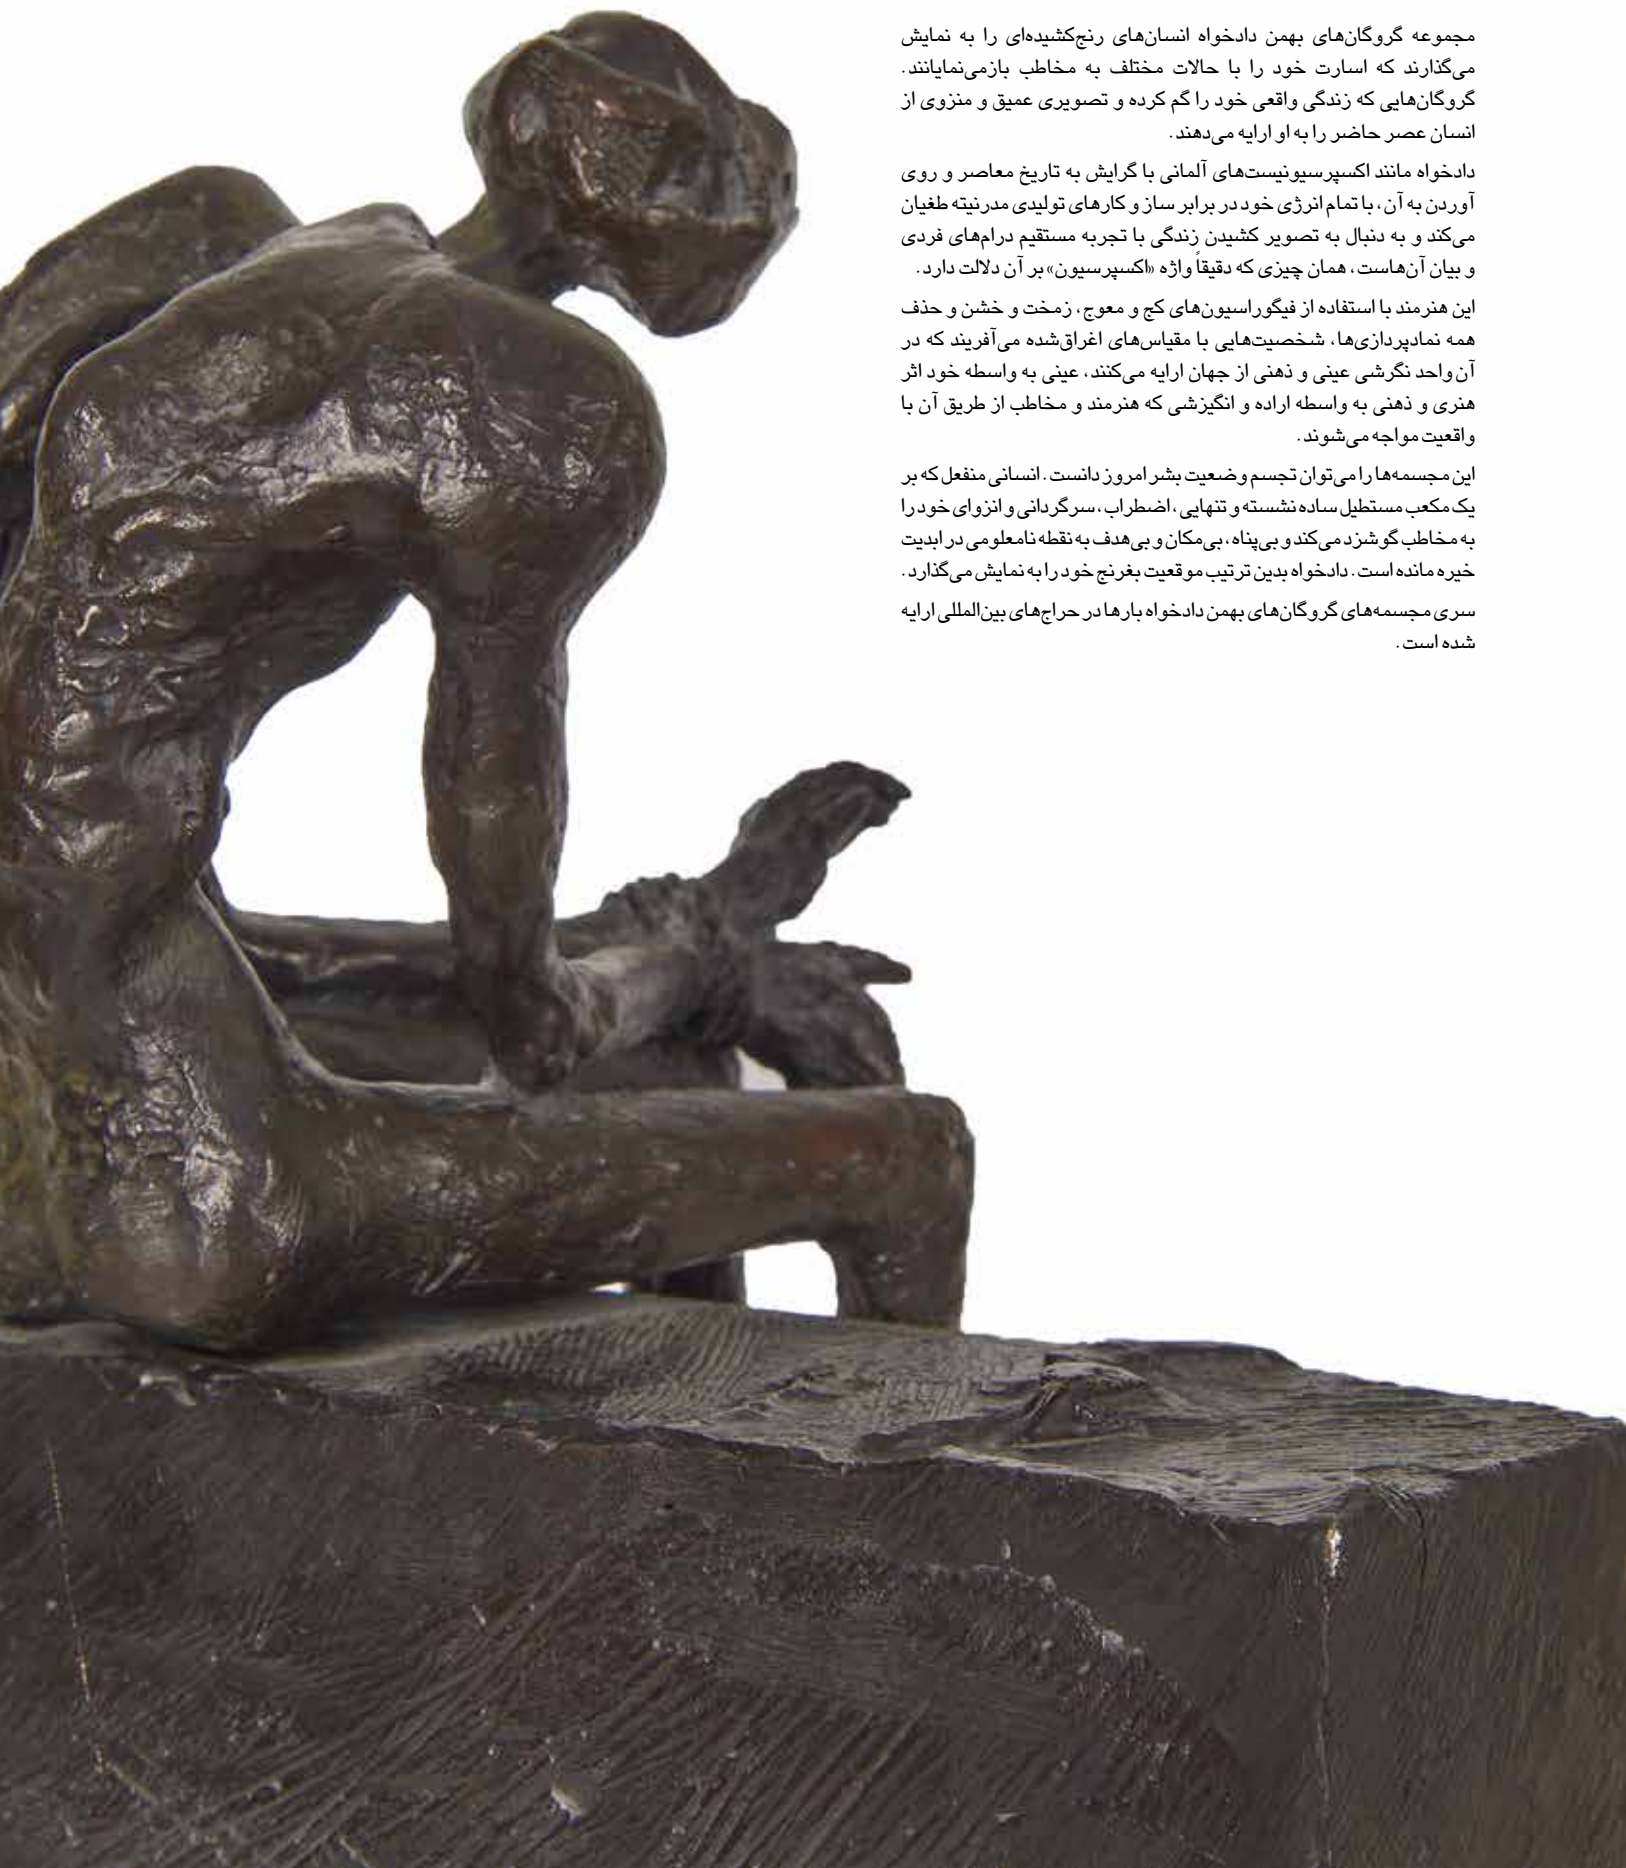 مجموعه گروگان‌های بهمن دادخواه انسان‌های رنج‌کشیده‌ای را به نمایش
می‌گذارند که اسارت خود را با حالات مختلف به مخاطب بازمی‌نمایانند.
گروگان‌هایی که زندگی واقعی خود را گم کرده و تصویری عمیق و منزوی از
انسان عصر حاضر را به او ارایه می‌دهند.
دادخواه مانند اکسپرسیونیست‌های آلمانی با گرایش به تاریخ معاصر و روی
آوردن به آن، با تمام انرژی خود در برابر ساز و کارهای تولیدی مدرنیته طغیان
می‌کند و به دنبال به تصویر کشیدن زندگی با تجربه مستقیم درام‌های فردی
و بیان آن‌هاست، همان چیزی که دقیقاً واژه «اکسپرسیون» بر آن دلالت دارد.
این هنرمند با استفاده از فیگوراسیون‌های کج و معوج، زمخت و خشن و حذف
همه نمادپردازی‌ها، شخصیت‌هایی با مقیاس‌های اغراق‌شده می‌آفریند که در
آن واحد نگرشی عینی و ذهنی از جهان ارایه می‌کنند، عینی به واسطه خود اثر
هنری و ذهنی به واسطه اراده و انگیزشی که هنرمند و مخاطب از طریق آن با
واقعیت مواجه می‌شوند.
این مجسمه‌ها را می‌توان تجسم وضعیت بشر امروز دانست. انسانی منفعل که بر
یک مکعب مستطیل ساده نشسته و تنهایی، اضطراب، سرگردانی و انزوای خود را
به مخاطب گوشزد می‌کند و بی‌پناه، بی‌مکان و بی‌هدف به نقطه نامعلومی در ابدیت
خیره مانده است. دادخواه بدین ترتیب موقعیت بغرنج خود را به نمایش می‌گذارد.
سری مجسمه‌های گروگان‌های بهمن دادخواه بارها در حراج‌های بین‌المللی ارایه
شده است.